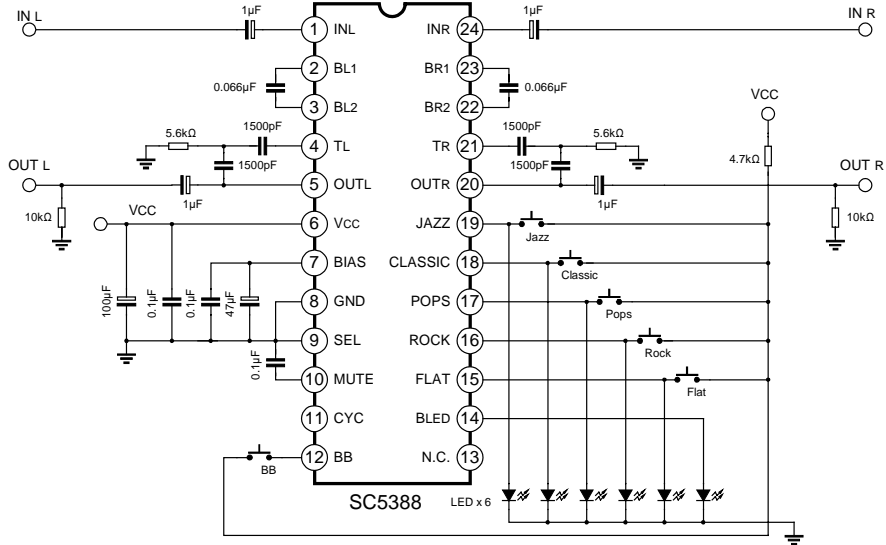 IN L
1µF
1 INL
INR 24
1µF
IN R
2 BL1
BR1 23
0.066µF
0.066µF
3 BL2
BR2 22
VCC
5.6kΩ
1500pF
4 TL
TR 21
1500pF
5.6kΩ
4.7kΩ
OUT L
1500pF
1500pF
OUT R
5 OUTL
OUTR 20
1µF
1µF
10kΩ
10kΩ
VCC
6 VCC
JAZZ 19
Jazz
7 BIAS
CLASSIC 18
Classic
100µF
0.1µF
0.1µF
47µF
8 GND
POPS 17
Pops
9 SEL
ROCK 16
Rock
0.1µF
10 MUTE
FLAT 15
Flat
11 CYC
BLED 14
12 BB
N.C. 13
BB
SC5388
LED x 6